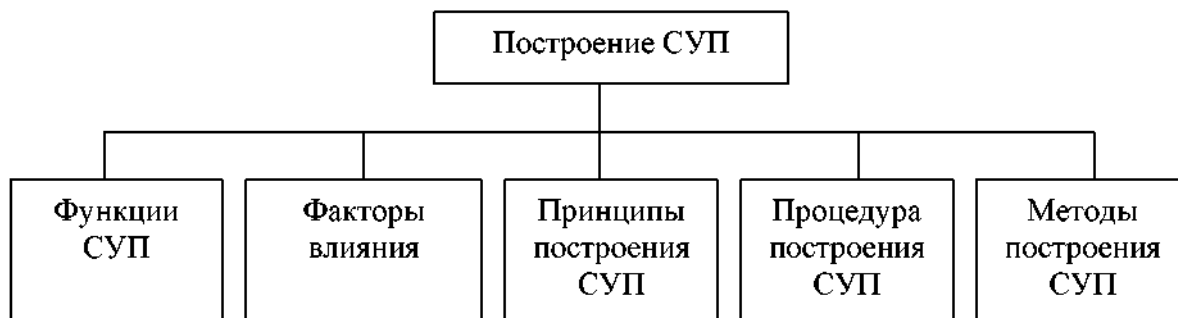 Построение СУП
Функции
СУП
Факторы
влияния
Принципы
построения
СУП
Процедура
построения
СУП
Методы
построения
СУП